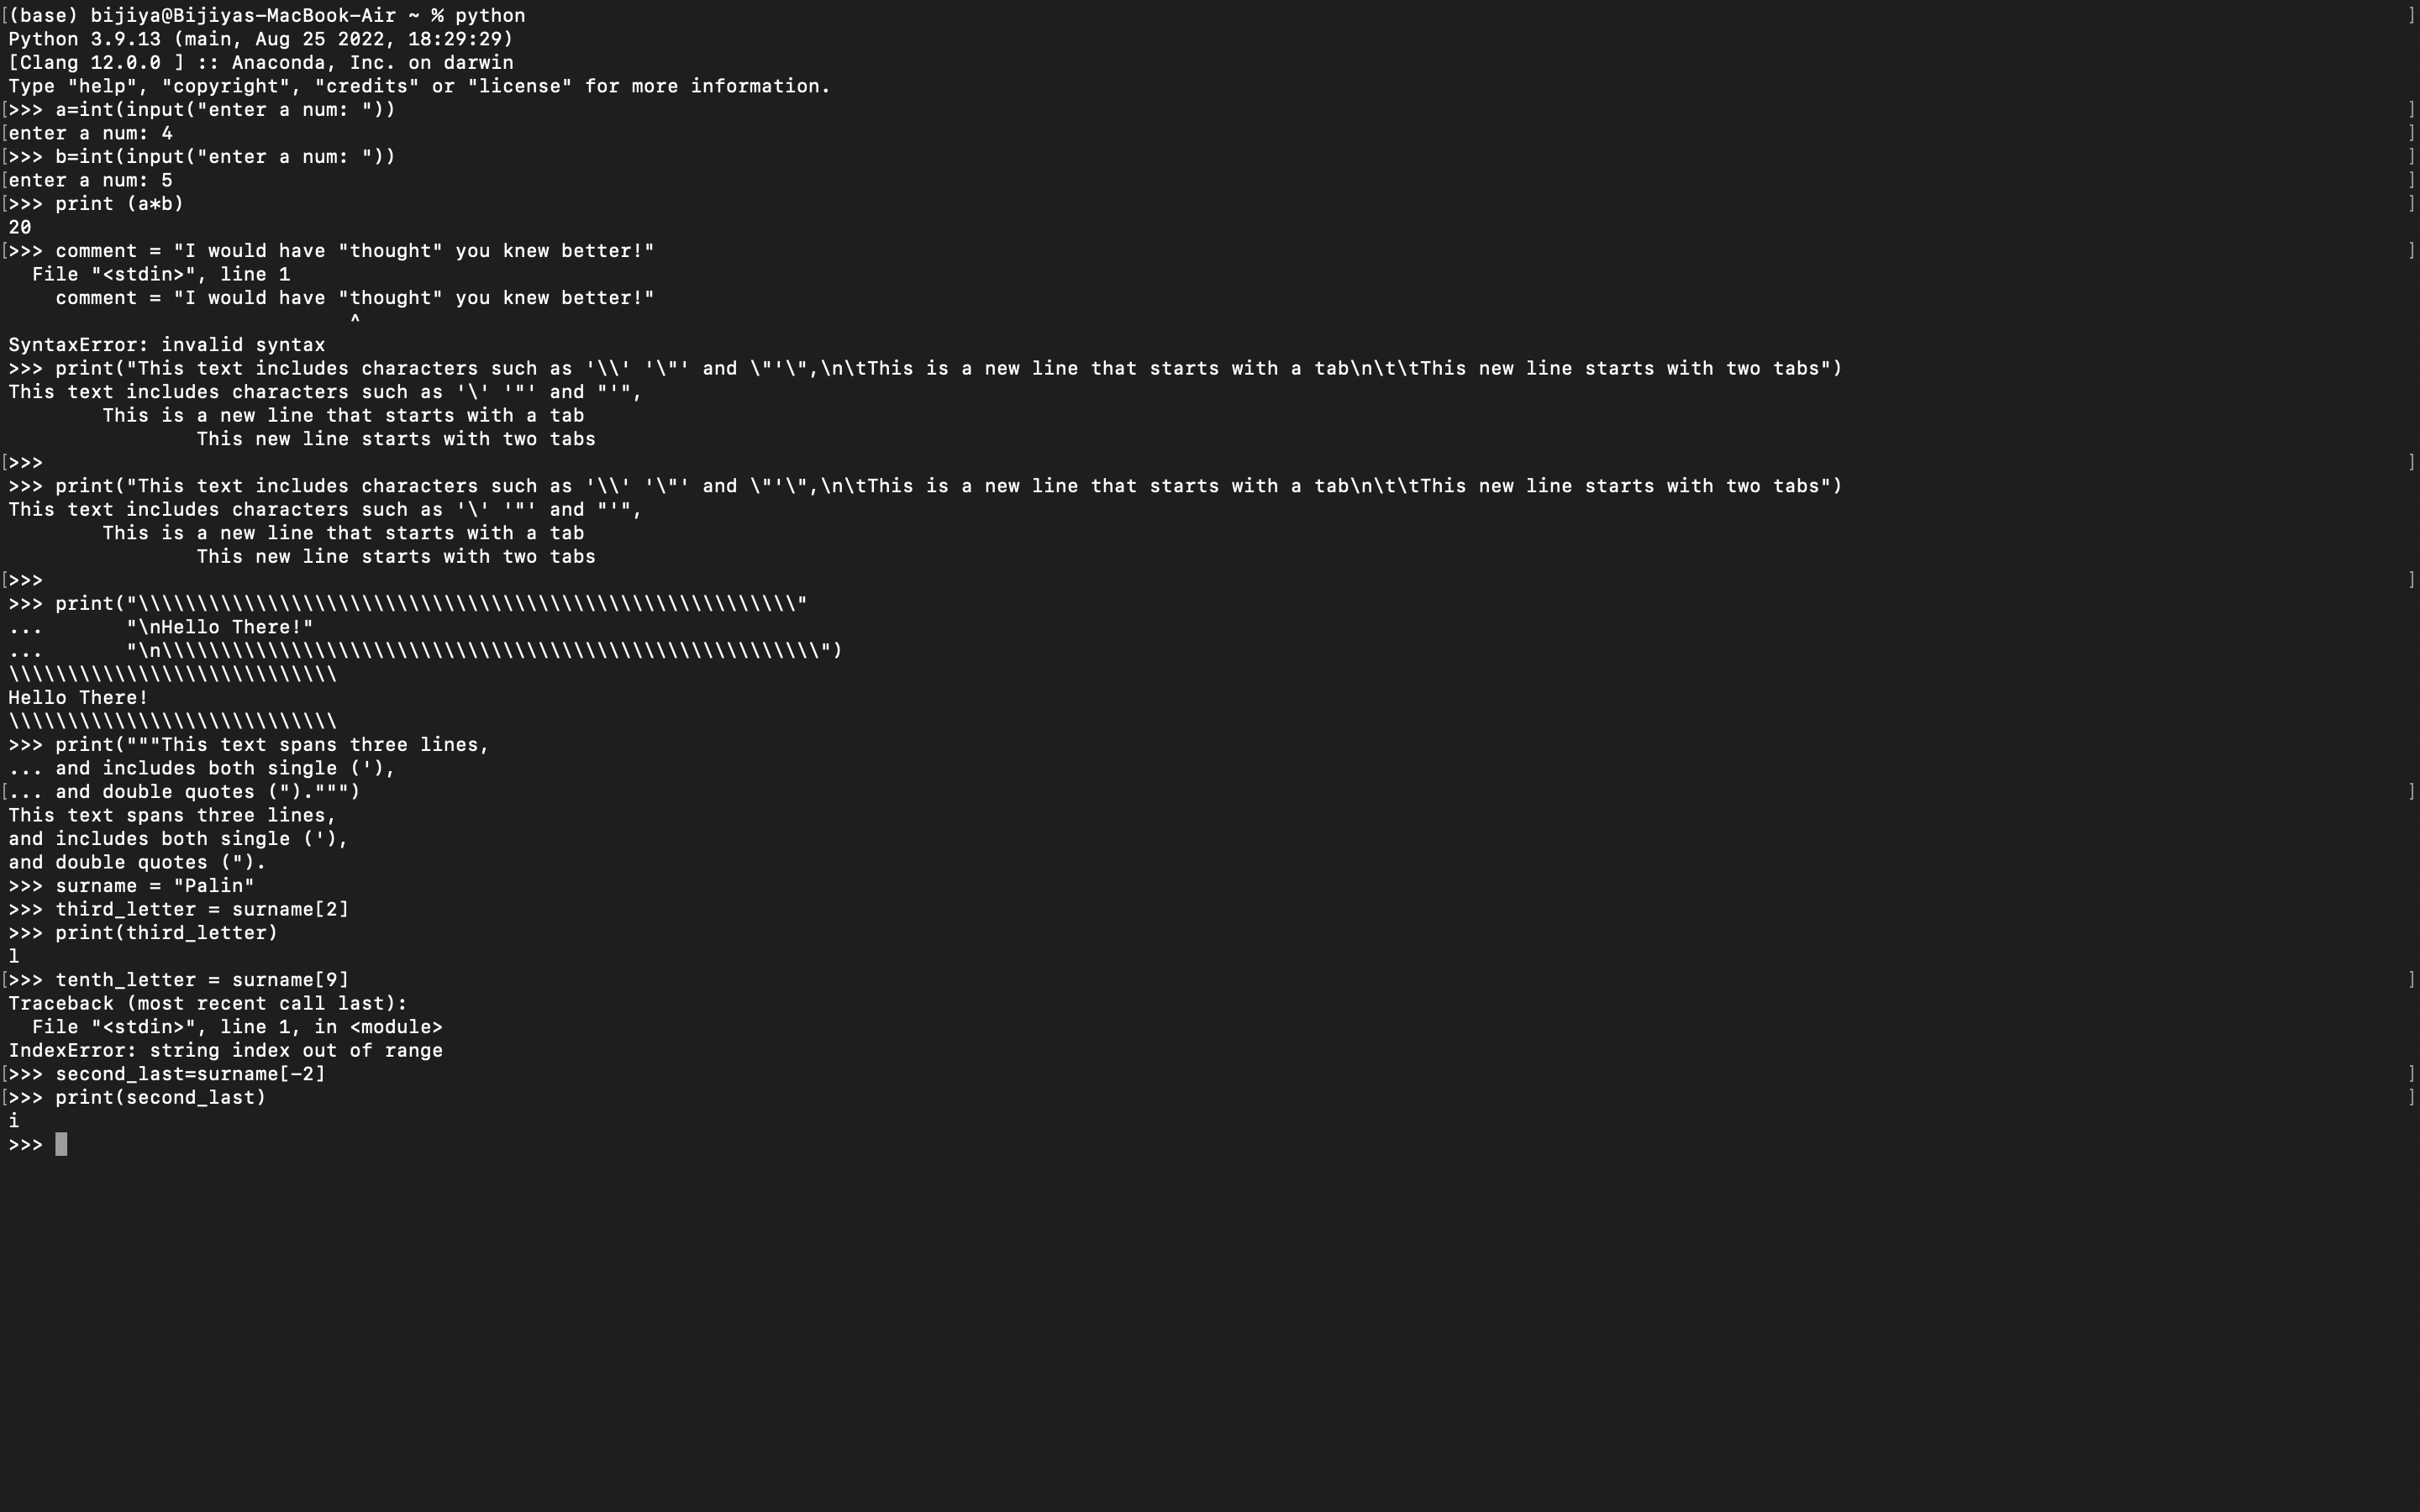 [(base) bijiya@Bijiyas-MacBook-Air ~ % python ]
Python 3.9.13 (main, Aug 25 2022, 18:29:29)
[Clang 12.0.0 ] :: Anaconda, Inc. on darwin
Type "help", "copyright", "credits" or "license" for more information.
[>>> a=int(input("enter a num: ")) ]
[enter a num: 4 ]
[>>> b=int(input("enter a num: ")) ]
[enter a num: 5 ]
[>>> print (a*b) ]
20
[>>> comment = "I would have "thought" you knew better!" ]
  File "<stdin>", line 1
    comment = "I would have "thought" you knew better!"
                             ^
SyntaxError: invalid syntax
>>> print("This text includes characters such as '\\' '\"' and \"'\",\n\tThis is a new line that starts with a tab\n\t\tThis new line starts with two tabs")
This text includes characters such as '\' '"' and "'",
        This is a new line that starts with a tab
                This new line starts with two tabs
[>>> ]
>>> print("This text includes characters such as '\\' '\"' and \"'\",\n\tThis is a new line that starts with a tab\n\t\tThis new line starts with two tabs")
This text includes characters such as '\' '"' and "'",
        This is a new line that starts with a tab
                This new line starts with two tabs
[>>> ]
>>> print("\\\\\\\\\\\\\\\\\\\\\\\\\\\\\\\\\\\\\\\\\\\\\\\\\\\\\\\\"
...       "\nHello There!"
...       "\n\\\\\\\\\\\\\\\\\\\\\\\\\\\\\\\\\\\\\\\\\\\\\\\\\\\\\\\\")
\\\\\\\\\\\\\\\\\\\\\\\\\\\\
Hello There!
\\\\\\\\\\\\\\\\\\\\\\\\\\\\
>>> print("""This text spans three lines,
... and includes both single ('),
[... and double quotes (").""") ]
This text spans three lines,
and includes both single ('),
and double quotes (").
>>> surname = "Palin"
>>> third_letter = surname[2]
>>> print(third_letter)
l
[>>> tenth_letter = surname[9] ]
Traceback (most recent call last):
  File "<stdin>", line 1, in <module>
IndexError: string index out of range
[>>> second_last=surname[-2] ]
[>>> print(second_last) ]
i
>>>